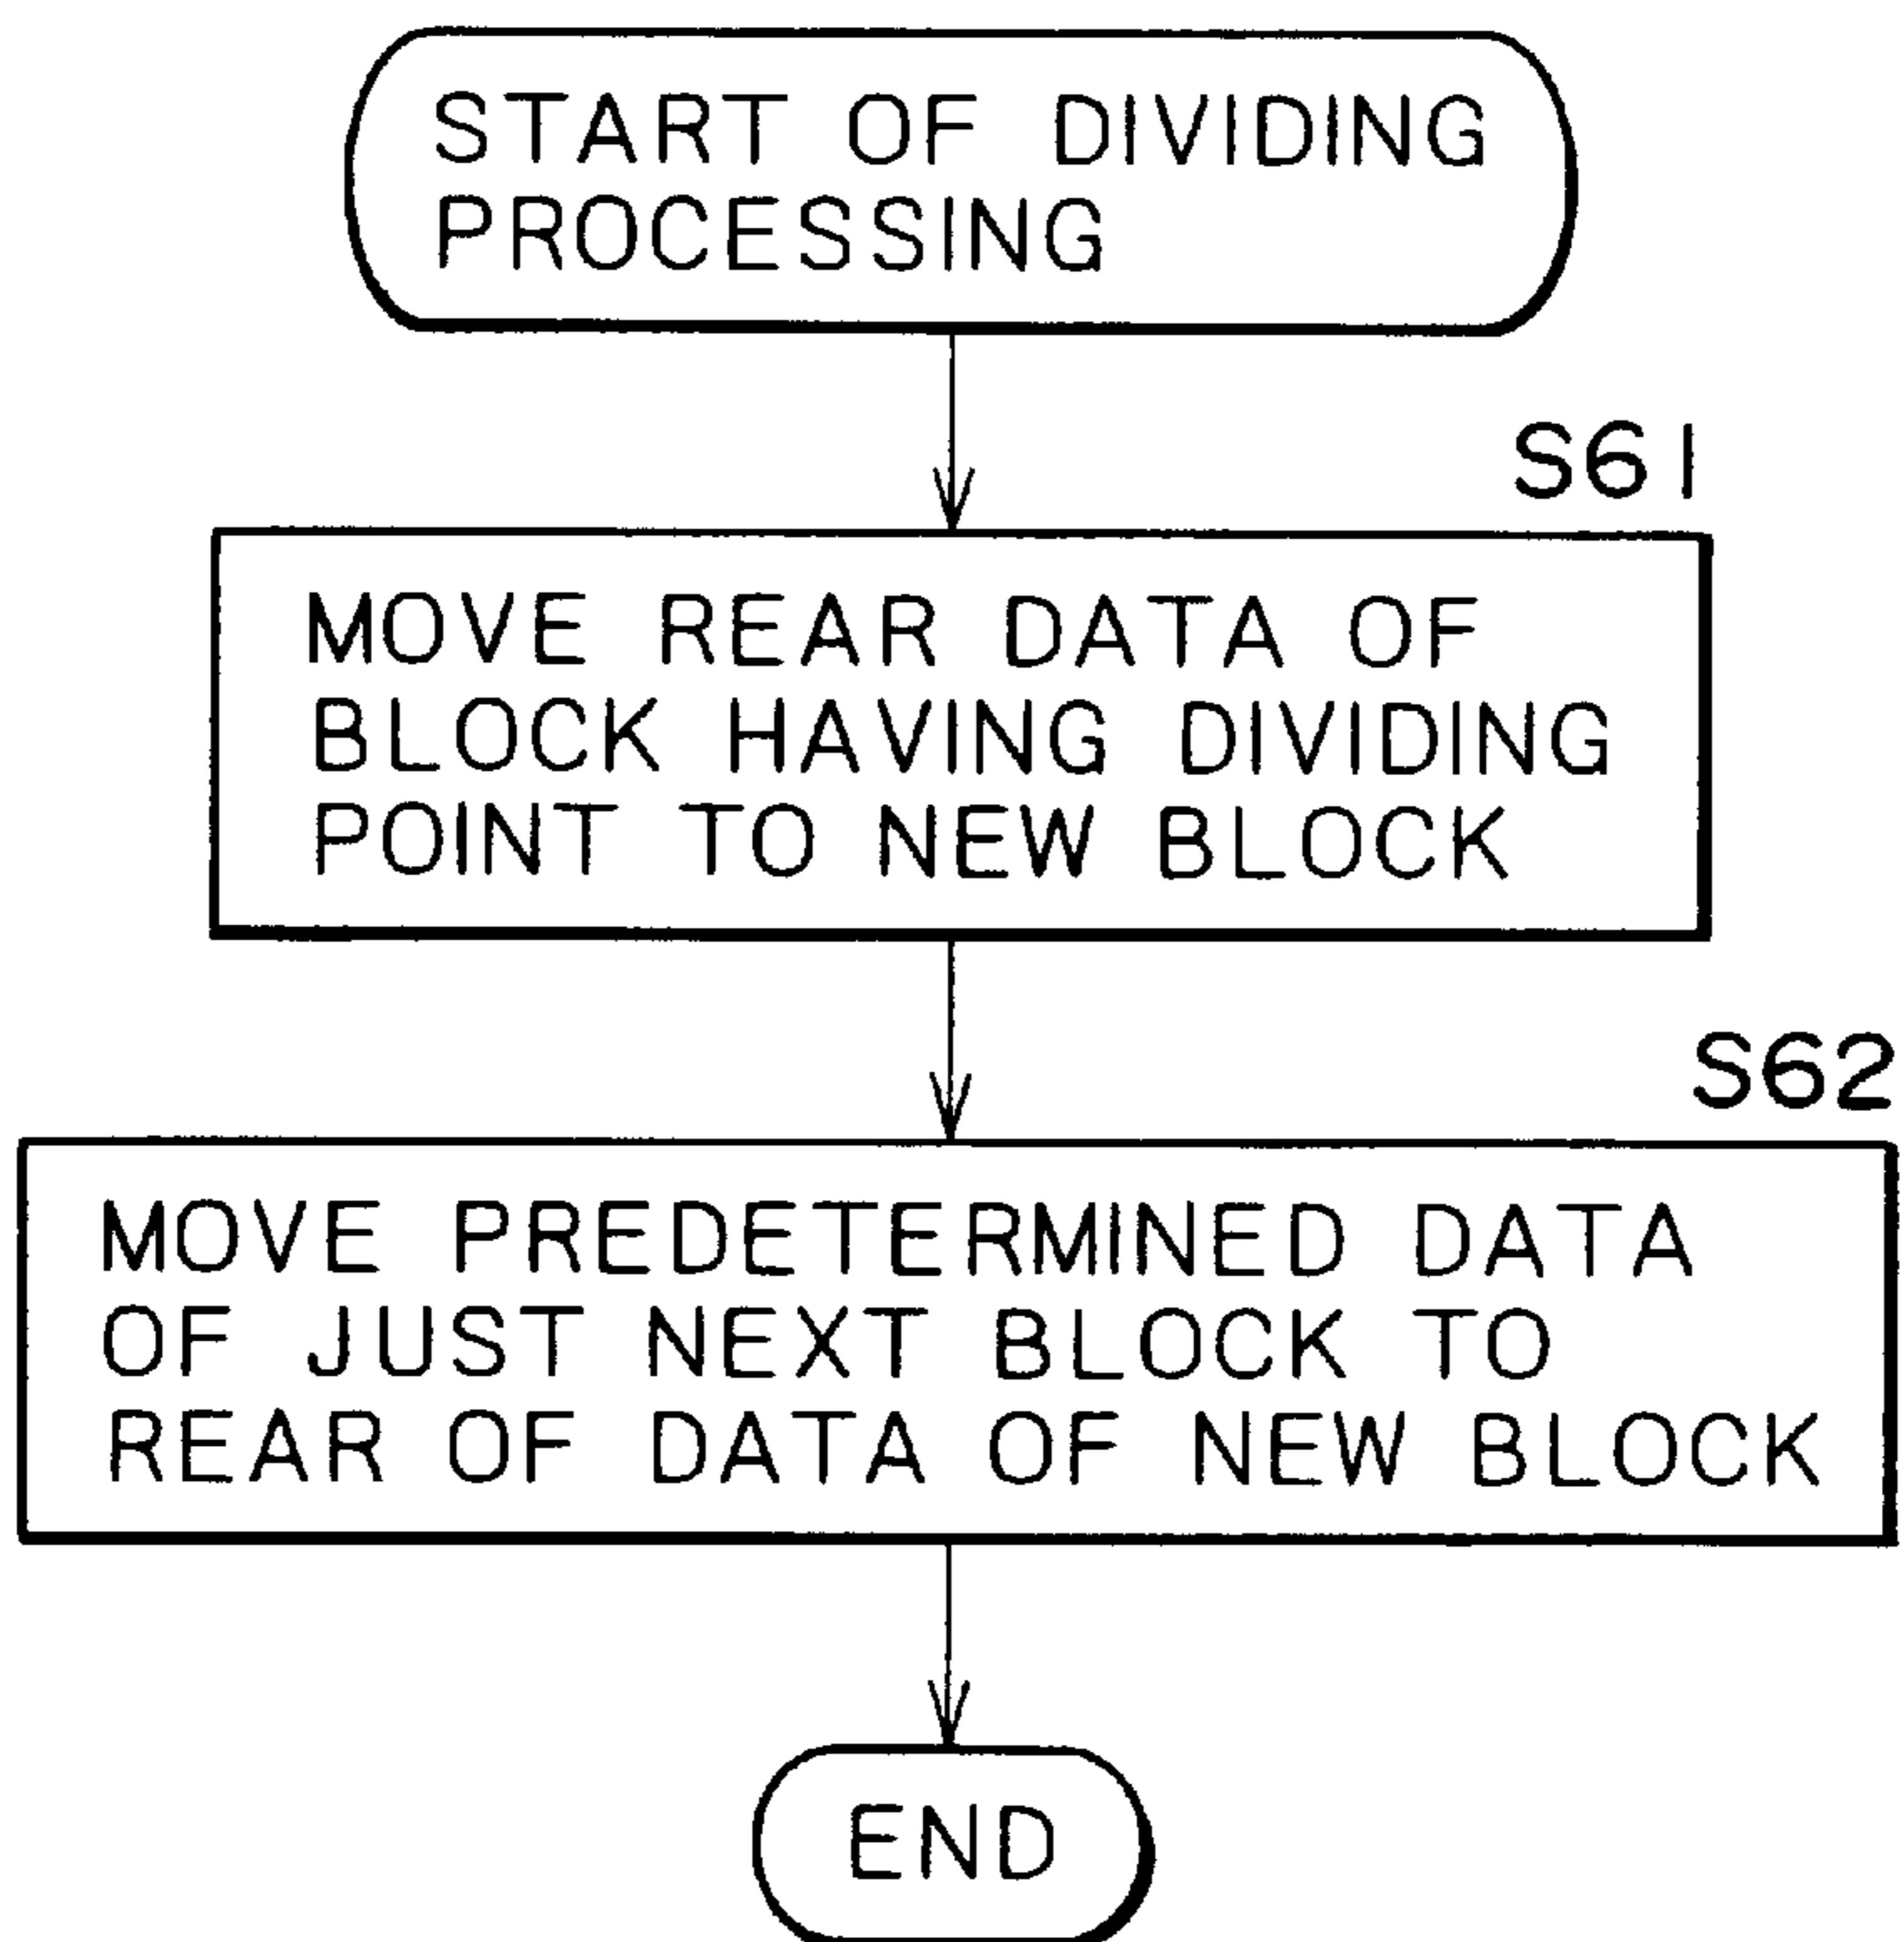 START OF DIVIDING
PROCESSING
S61
MOVE REAR DATA OF
BLOCK HAVING DIVIDING
POINT TO NEW BLOCK
S62
MOVE PREDETERMINED DATA
OF JUST NEXT BLOCK TO
REAR OF DATA OF NEW BLOCK
END